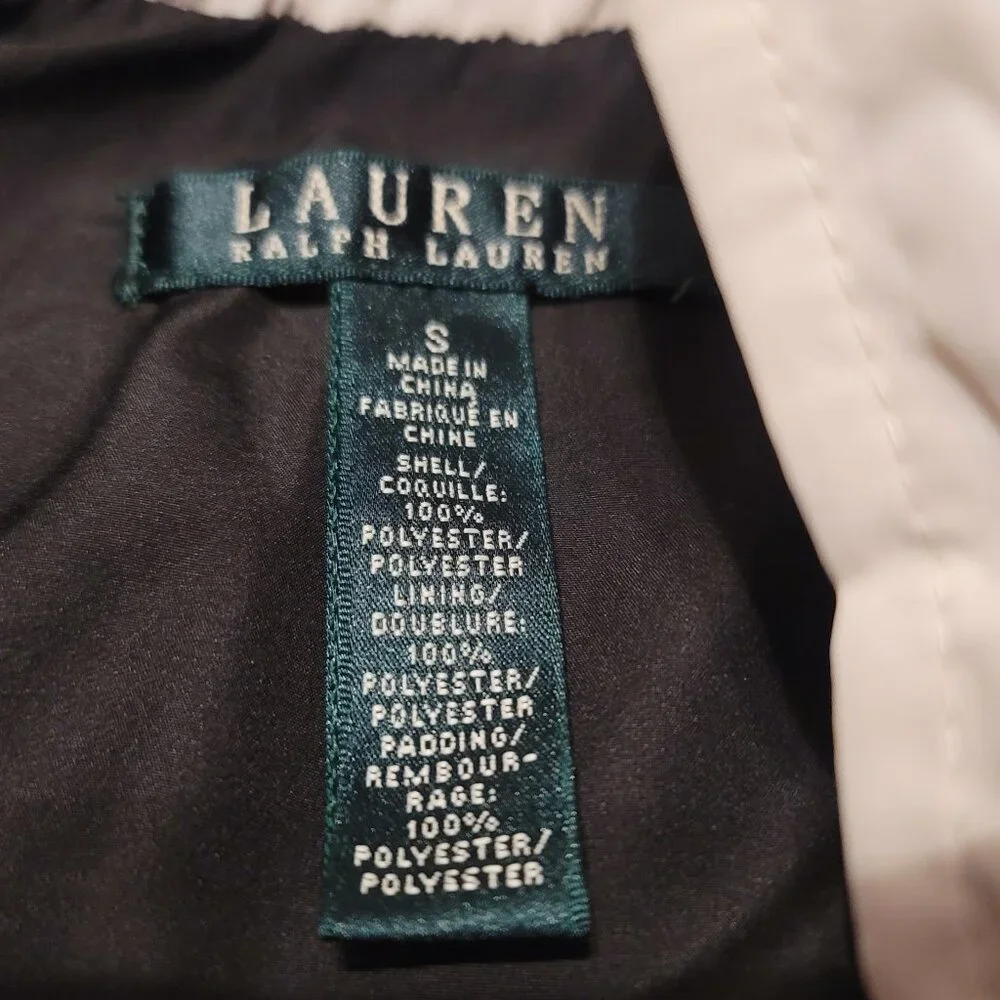 LAUREN
RALPH LAUREN
S
MADE IN
CHINA
FABRIQUÉ EN
CHINE
SHELL/
COQUILLE:
100%
POLYESTER/
POLYESTER
LINING/
DOUBLURE:
100%
POLYESTER/
POLYESTER
PADDING/
REMBOUR-
RAGE:
100%
POLYESTER/
POLYESTER